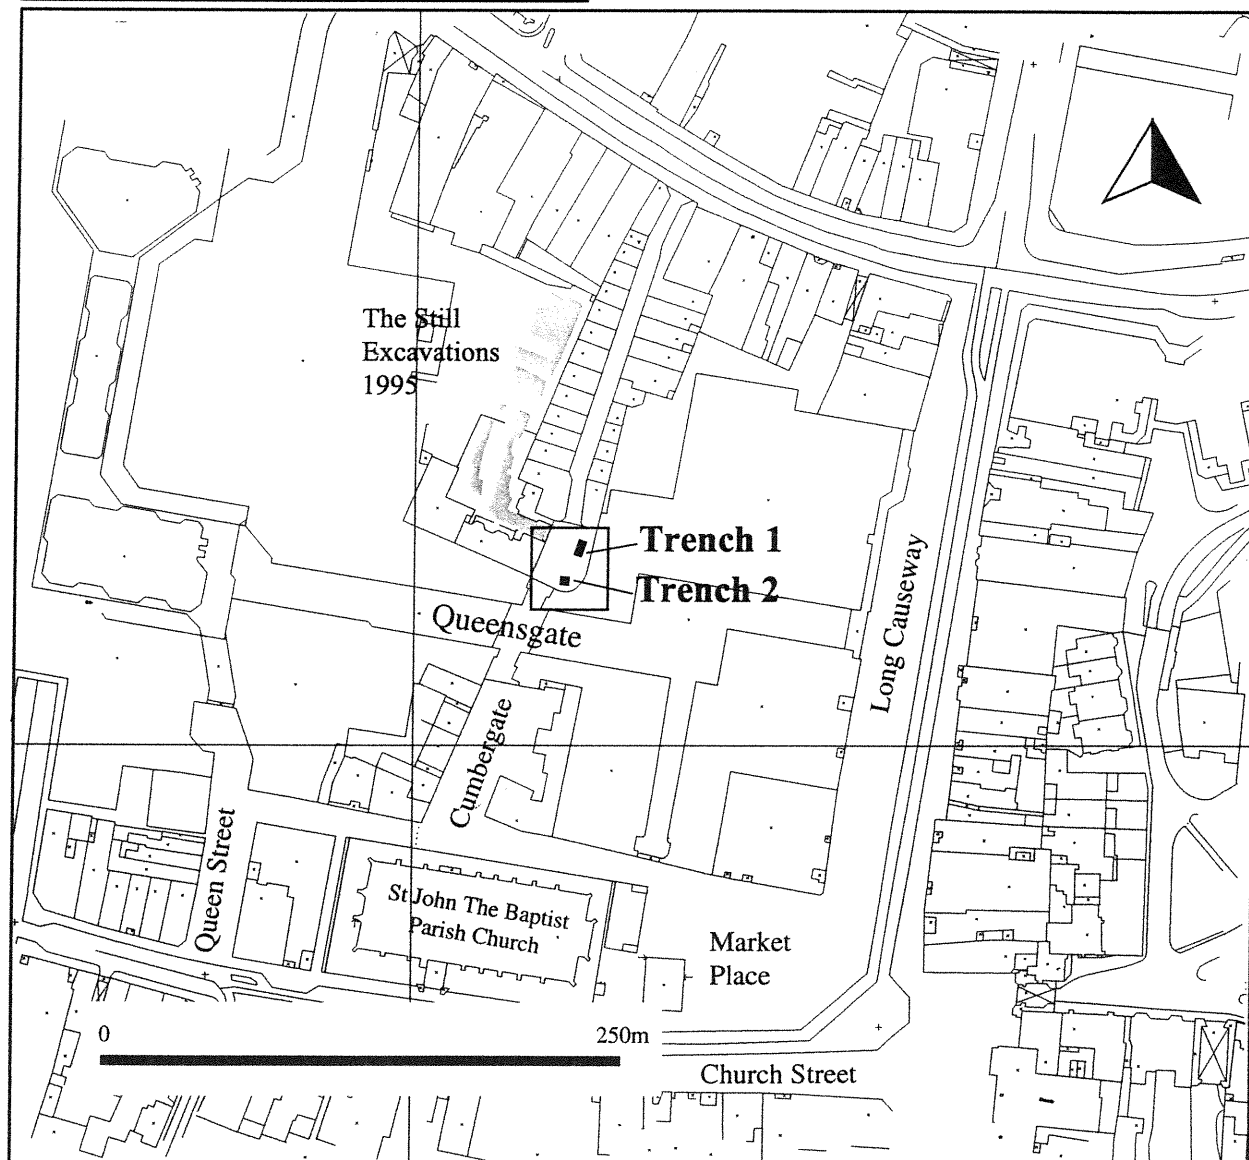 The Still
Excavations
1995
Trench 1
Trench 2
Queensgate
Long Causeway
Cumbergate
Queen Street
St John The Baptist
Parish Church
Market
Place
0
250m
Church Street